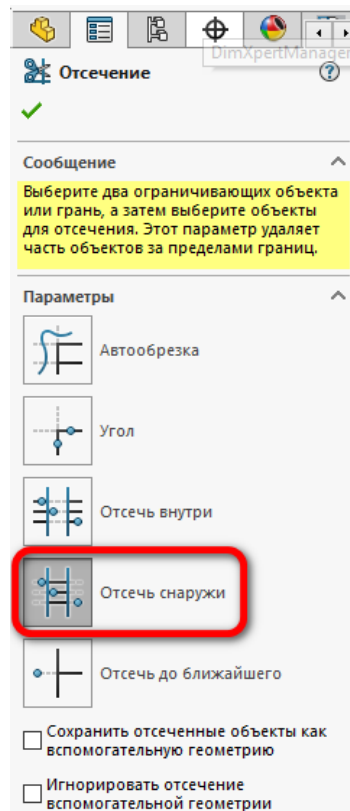 DimXpertManager
Отсечение
Сообщение
Выберите два ограничивающих объекта
или грань, а затем выберите объекты
для отсечения. Этот параметр удаляет
часть объектов за пределами границ.
Параметры
Автообрезка
Угол
Отсечь внутри
Отсечь снаружи
Отсечь до ближайшего
Сохранить отсеченные объекты как
вспомогательную геометрию
Игнорировать отсечение
вспомогательной геометрии